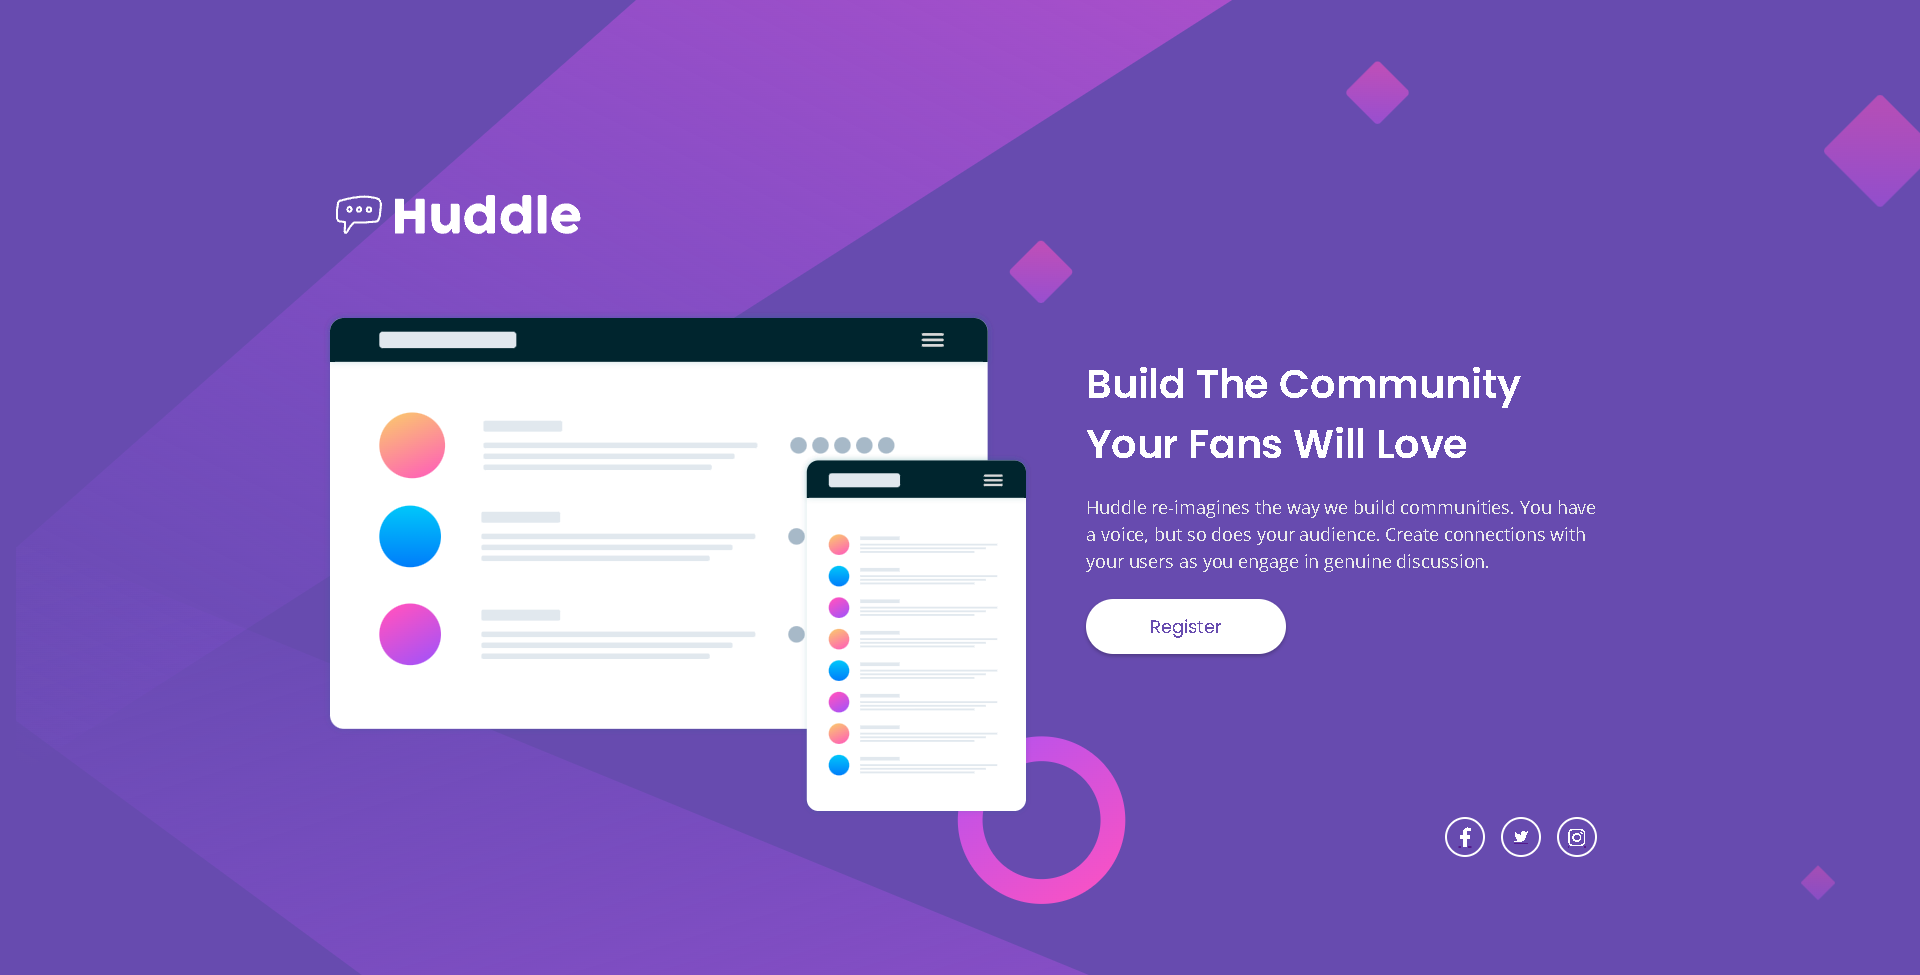 Huddle
Build The Community
Your Fans Will Love
Huddle re-imagines the way we build communities. You have
a voice, but so does your audience. Create connections with
your users as you engage in genuine discussion.
Register